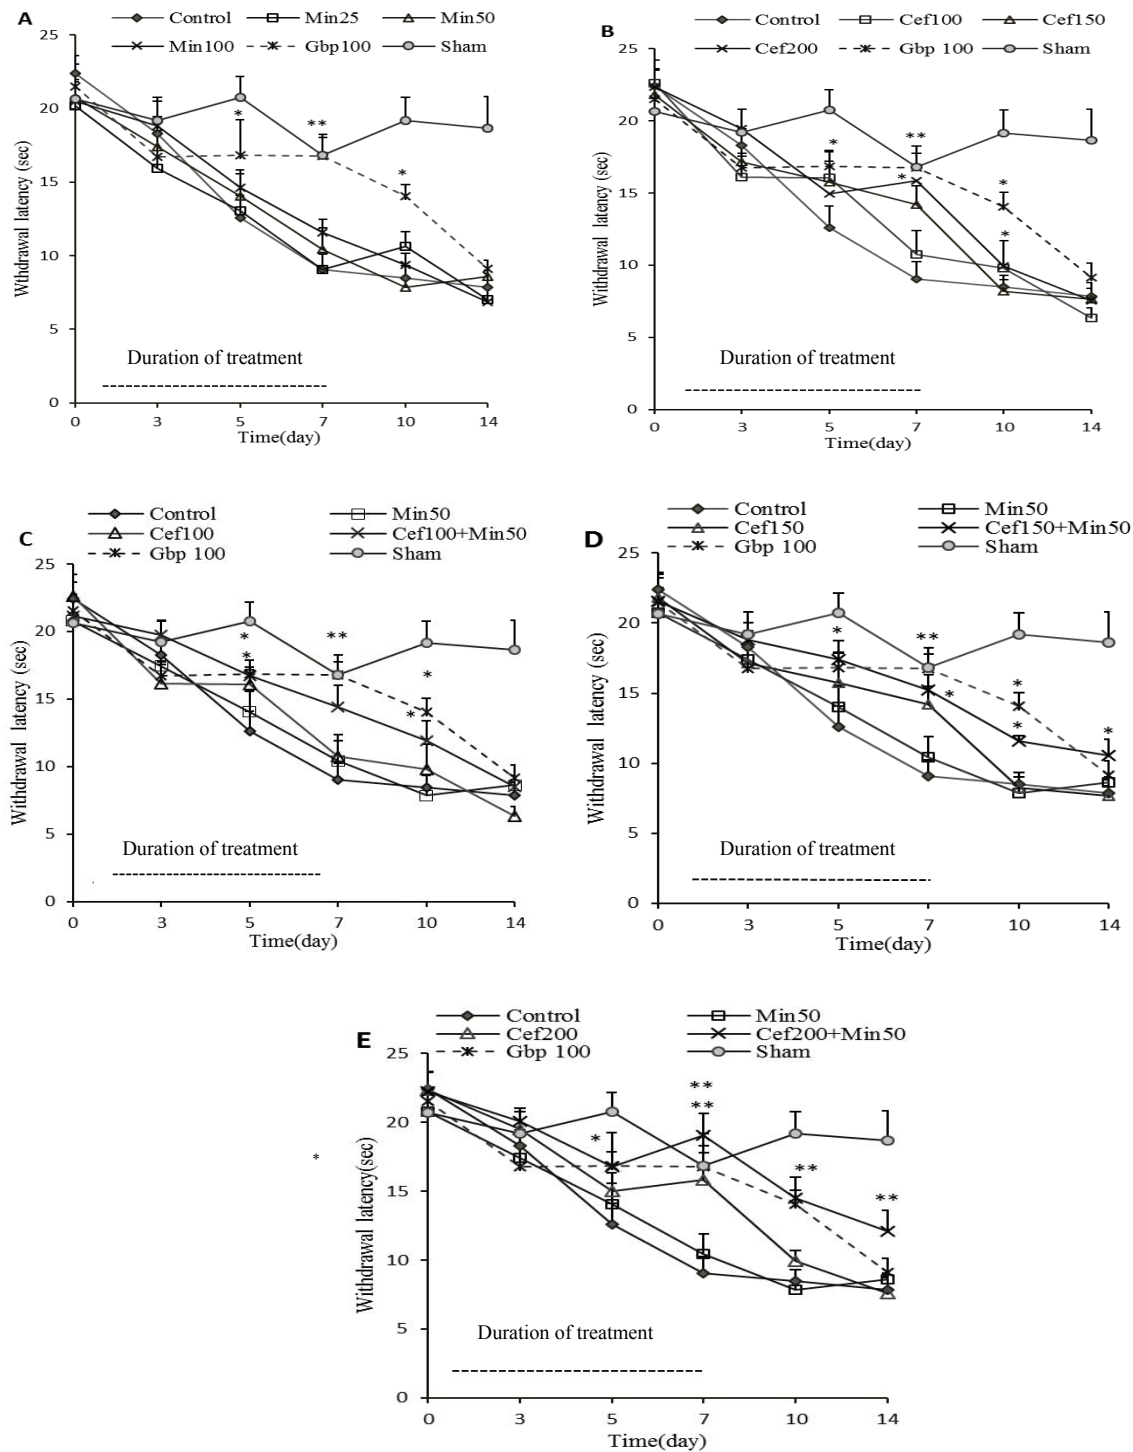 A
Control Min25 Min50
Min100 Gbp100 Sham
25
20
15
10
5
0
Wthdrawal latency (sec)
* ** *
Duration of treatment
0 3 5 7 10 14
Time(day)
B
Control Cef100 Cef150
Cef200 Gbp 100 Sham
25
20
15
10
5
0
Withdrawal latency (sec)
* ** * * *
Duration of treatment
0 3 5 7 10 14
Time(day)
C
Control Min50
Cef100 Cef100+Min50
Gbp 100 Sham
25
20
15
10
5
0
Withdrawal latency (sec)
* * ** * *
Duration of treatment
0 3 5 7 10 14
Time(day)
D
Control Min50
Cef150 Cef150+Min50
Gbp 100 Sham
25
20
15
10
5
0
Withdrawal latency (sec)
* ** * * * *
Duration of treatment
0 3 5 7 10 14
Time(day)
E
Control Min50
Cef200 Cef200+Min50
Gbp 100 Sham
25
20
15
10
5
0
Withdrawal latency(sec)
*
**
**
* ** **
Duration of treatment
0 3 5 7 10 14
Time(day)